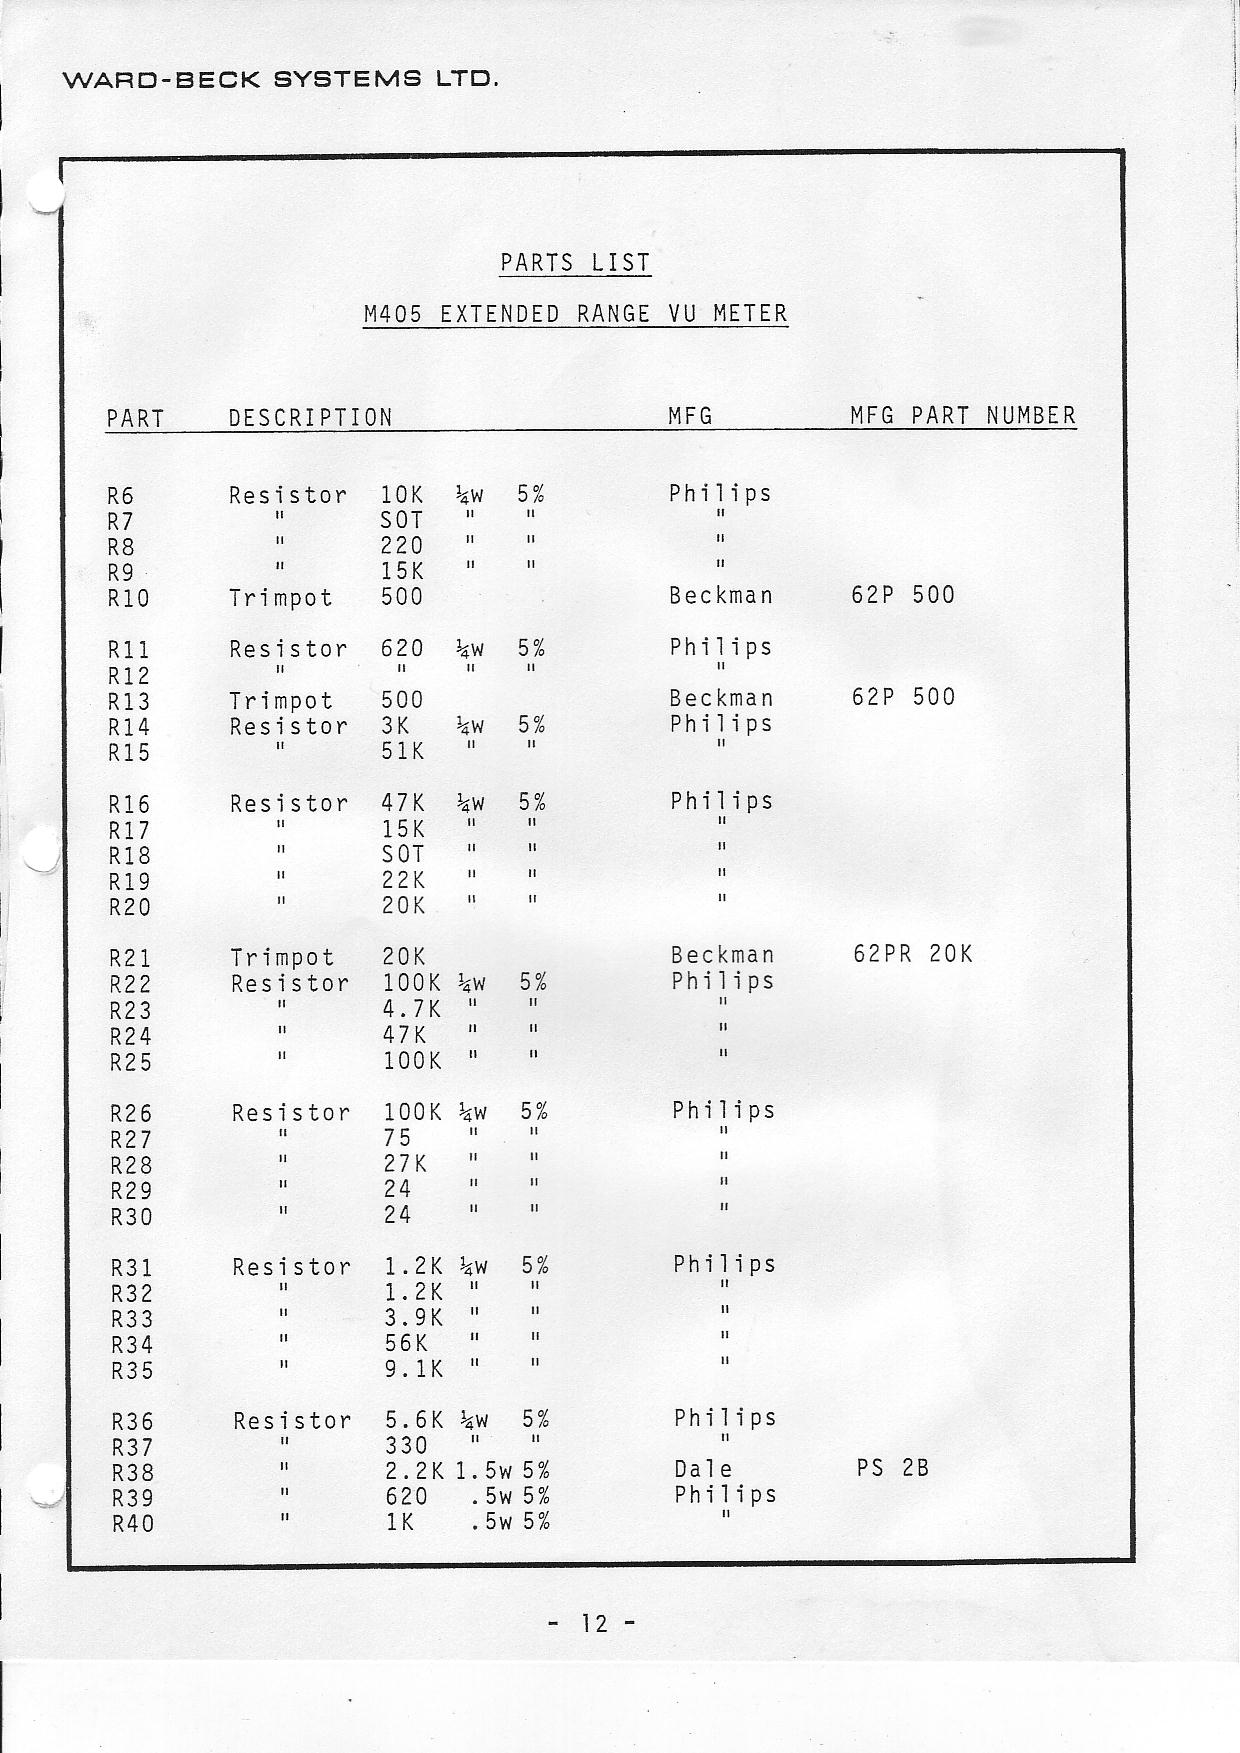 WARD-BECK SYSTEMS LTD.
PARTS LIST
M405 EXTENDED RANGE VU METER
PART DESCRIPTION MFG MFG PART NUMBER
R6 Resistor 10K ¼w 5% Philips
R7 " SOT " " "
R8 " 220 " " "
R9 " 15K " " "
R10 Trimpot 500 Beckman 62P 500
R11 Resistor 620 ¼w 5% Philips
R12 " " " " "
R13 Trimpot 500 Beckman 62P 500
R14 Resistor 3K ¼w 5% Philips
R15 " 51K " " "
R16 Resistor 47K ¼w 5% Philips
R17 " 15K " " "
R18 " SOT " " "
R19 " 22K " " "
R20 " 20K " " "
R21 Trimpot 20K Beckman 62PR 20K
R22 Resistor 100K ¼w 5% Philips
R23 " 4.7K " " "
R24 " 47K " " "
R25 " 100K " " "
R26 Resistor 100K ¼w 5% Philips
R27 " 75 " " "
R28 " 27K " " "
R29 " 24 " " "
R30 " 24 " " "
R31 Resistor 1.2K ¼w 5% Philips
R32 " 1.2K " " "
R33 " 3.9K " " "
R34 " 56K " " "
R35 " 9.1K " " "
R36 Resistor 5.6K ¼w 5% Philips
R37 " 330 " " "
R38 " 2.2K 1.5w 5% Dale PS 2B
R39 " 620 .5w 5% Philips
R40 " 1K .5w 5% "
- 12 -